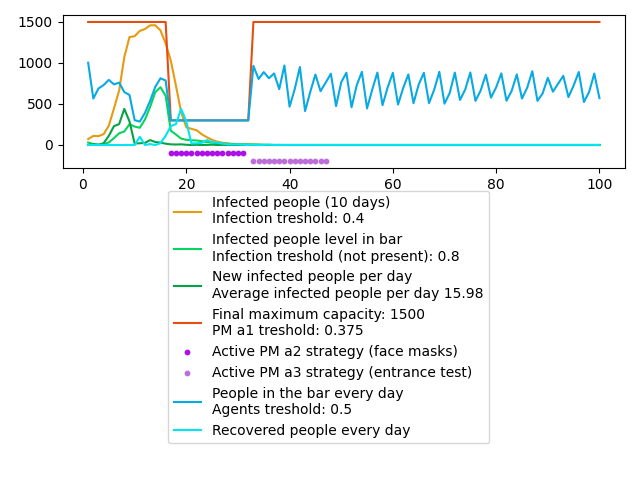 1500
1000
500
0
0 20 40 60 80 100
Infected people (10 days)
Infection treshold: 0.4
Infected people level in bar
Infection treshold (not present): 0.8
New infected people per day
Average infected people per day 15.98
Final maximum capacity: 1500
PM a1 treshold: 0.375
Active PM a2 strategy (face masks)
Active PM a3 strategy (entrance test)
People in the bar every day
Agents treshold: 0.5
Recovered people every day